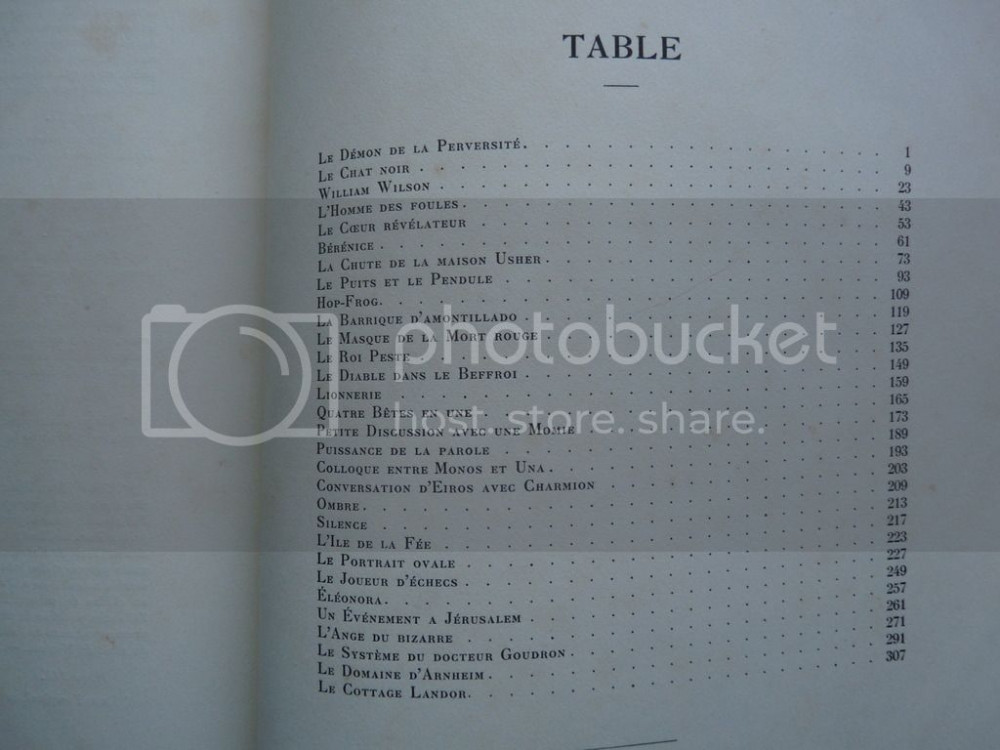 TABLE
Le Démon de la Perversité. 1
Le Chat noir 9
William Wilson 23
L'Homme des foules 43
Le Cœur révélateur 53
Bérénice 61
La Chute de la maison Usher 73
Le Puits et le Pendule 93
Hop-Frog. 109
La Barrique d'amontillado 119
Le Masque de la Mort rouge 127
Le Roi Peste 135
Le Diable dans le Beffroi 149
Lionnerie 159
Quatre Bêtes en une 165
Petite Discussion avec une Momie 173
Puissance de la parole 189
Colloque entre Monos et Una 193
Conversation d'Eiros avec Charmion 203
Ombre. 209
Silence 213
L'Ile de la Fée 217
Le Portrait ovale 223
Le Joueur d'échecs 227
Éléonora. 249
Un Événement a Jérusalem 257
L'Ange du bizarre 261
Le Système du docteur Goudron 271
Le Domaine d'Arnheim. 291
Le Cottage Landor. 307
photobucket
host. store. share.